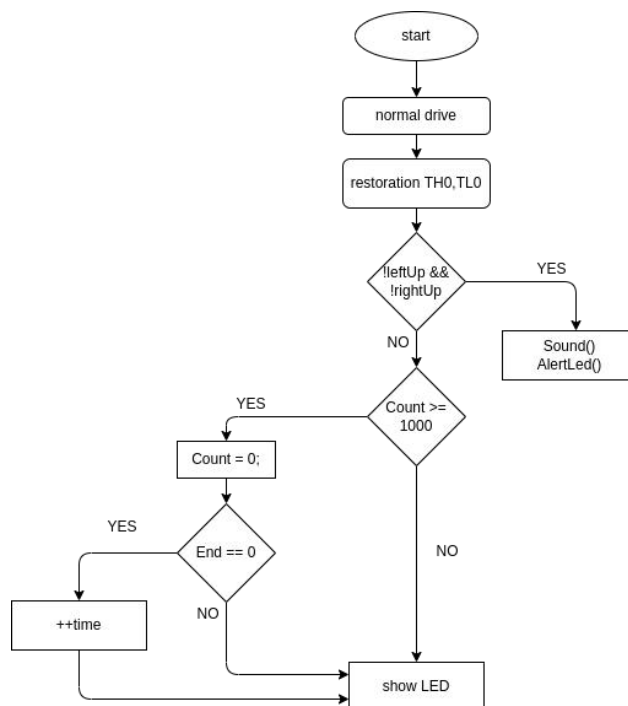 start
normal drive
restoration TH0,TL0
!leftUp &&
!rightUp
YES
NO
Sound()
AlertLed()
Count >=
1000
YES
Count = 0;
NO
End == 0
YES
NO
++time
show LED